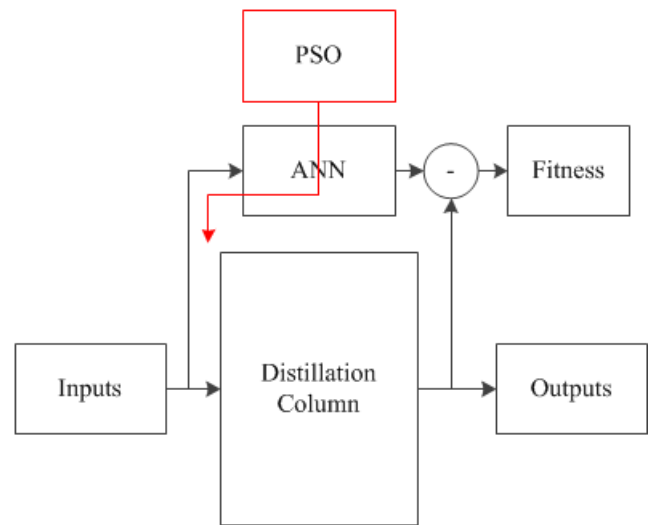 PSO
ANN
-
Fitness
Inputs
Distillation
Column
Outputs